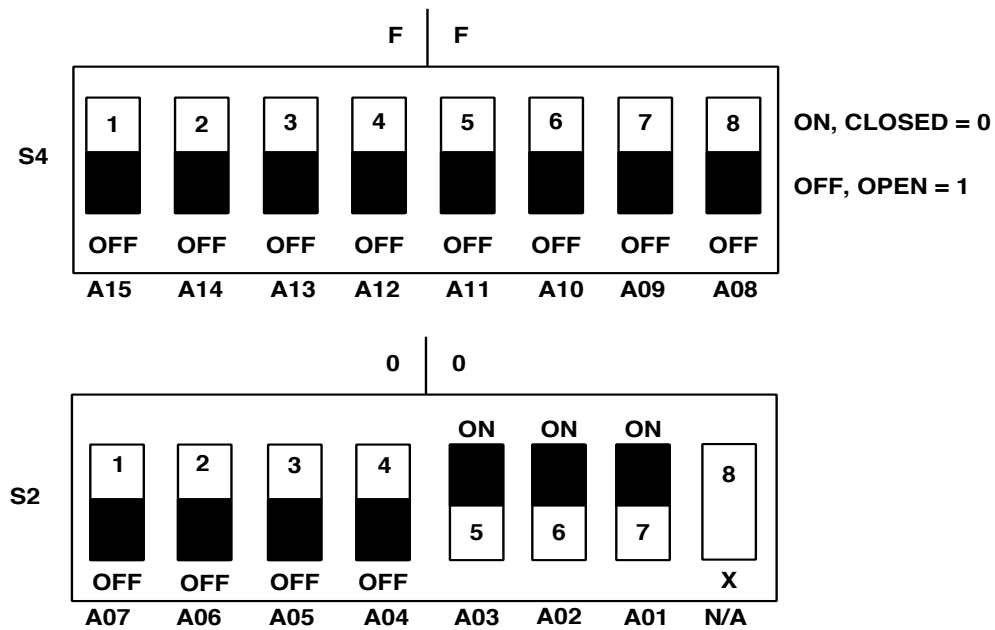 F F
1 2 3 4 5 6 7 8
ON, CLOSED = 0
S4
OFF, OPEN = 1
OFF OFF OFF OFF OFF OFF OFF OFF
A15 A14 A13 A12 A11 A10 A09 A08
0 0
ON ON ON
1 2 3 4 8
S2
5 6 7
OFF OFF OFF OFF X
A07 A06 A05 A04 A03 A02 A01 N/A